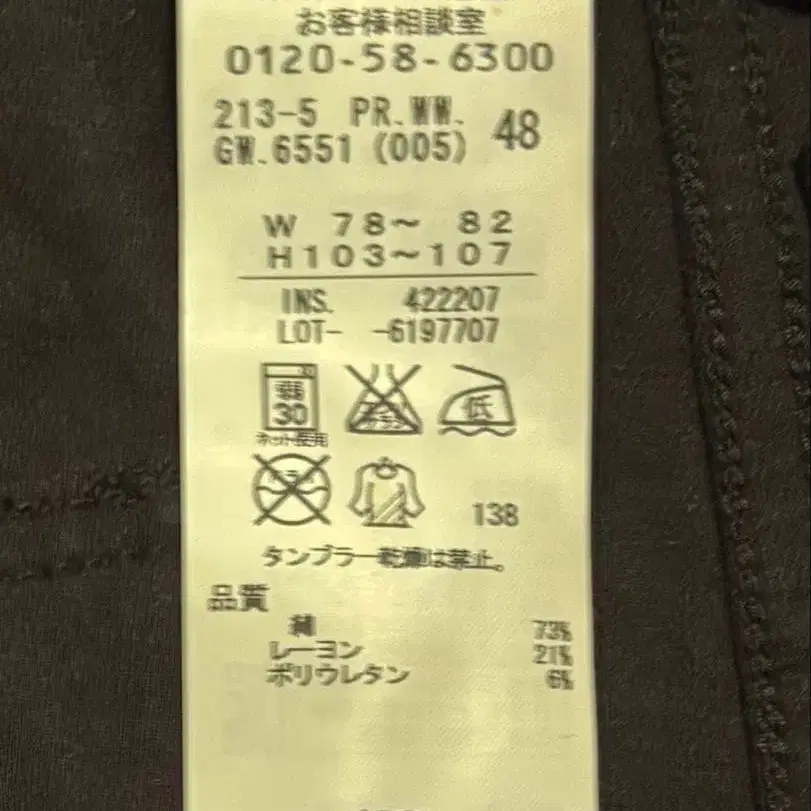 お客様相談室
0120-58-6300
213-5 PR.WW. 48
GW.6551 (005)
W 78～ 82
H103～107
INS. 422207
LOT- -6197707
弱
30
ネット使用
低
138
タンブラー乾燥は禁止。
品質
綿 73%
レーヨン 21%
ポリウレタン 6%